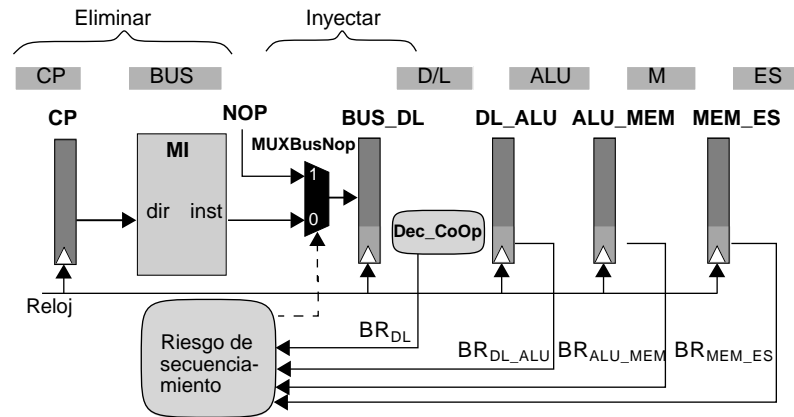 Eliminar
Inyectar
CP
BUS
D/L
ALU
M
ES
CP
NOP
BUS_DL
DL_ALU
ALU_MEM
MEM_ES
MI
MUXBusNop
dir
inst
1
0
Dec_CoOp
Reloj
Riesgo de
secuencia-
miento
BR_DL
BR_DL_ALU
BR_ALU_MEM
BR_MEM_ES